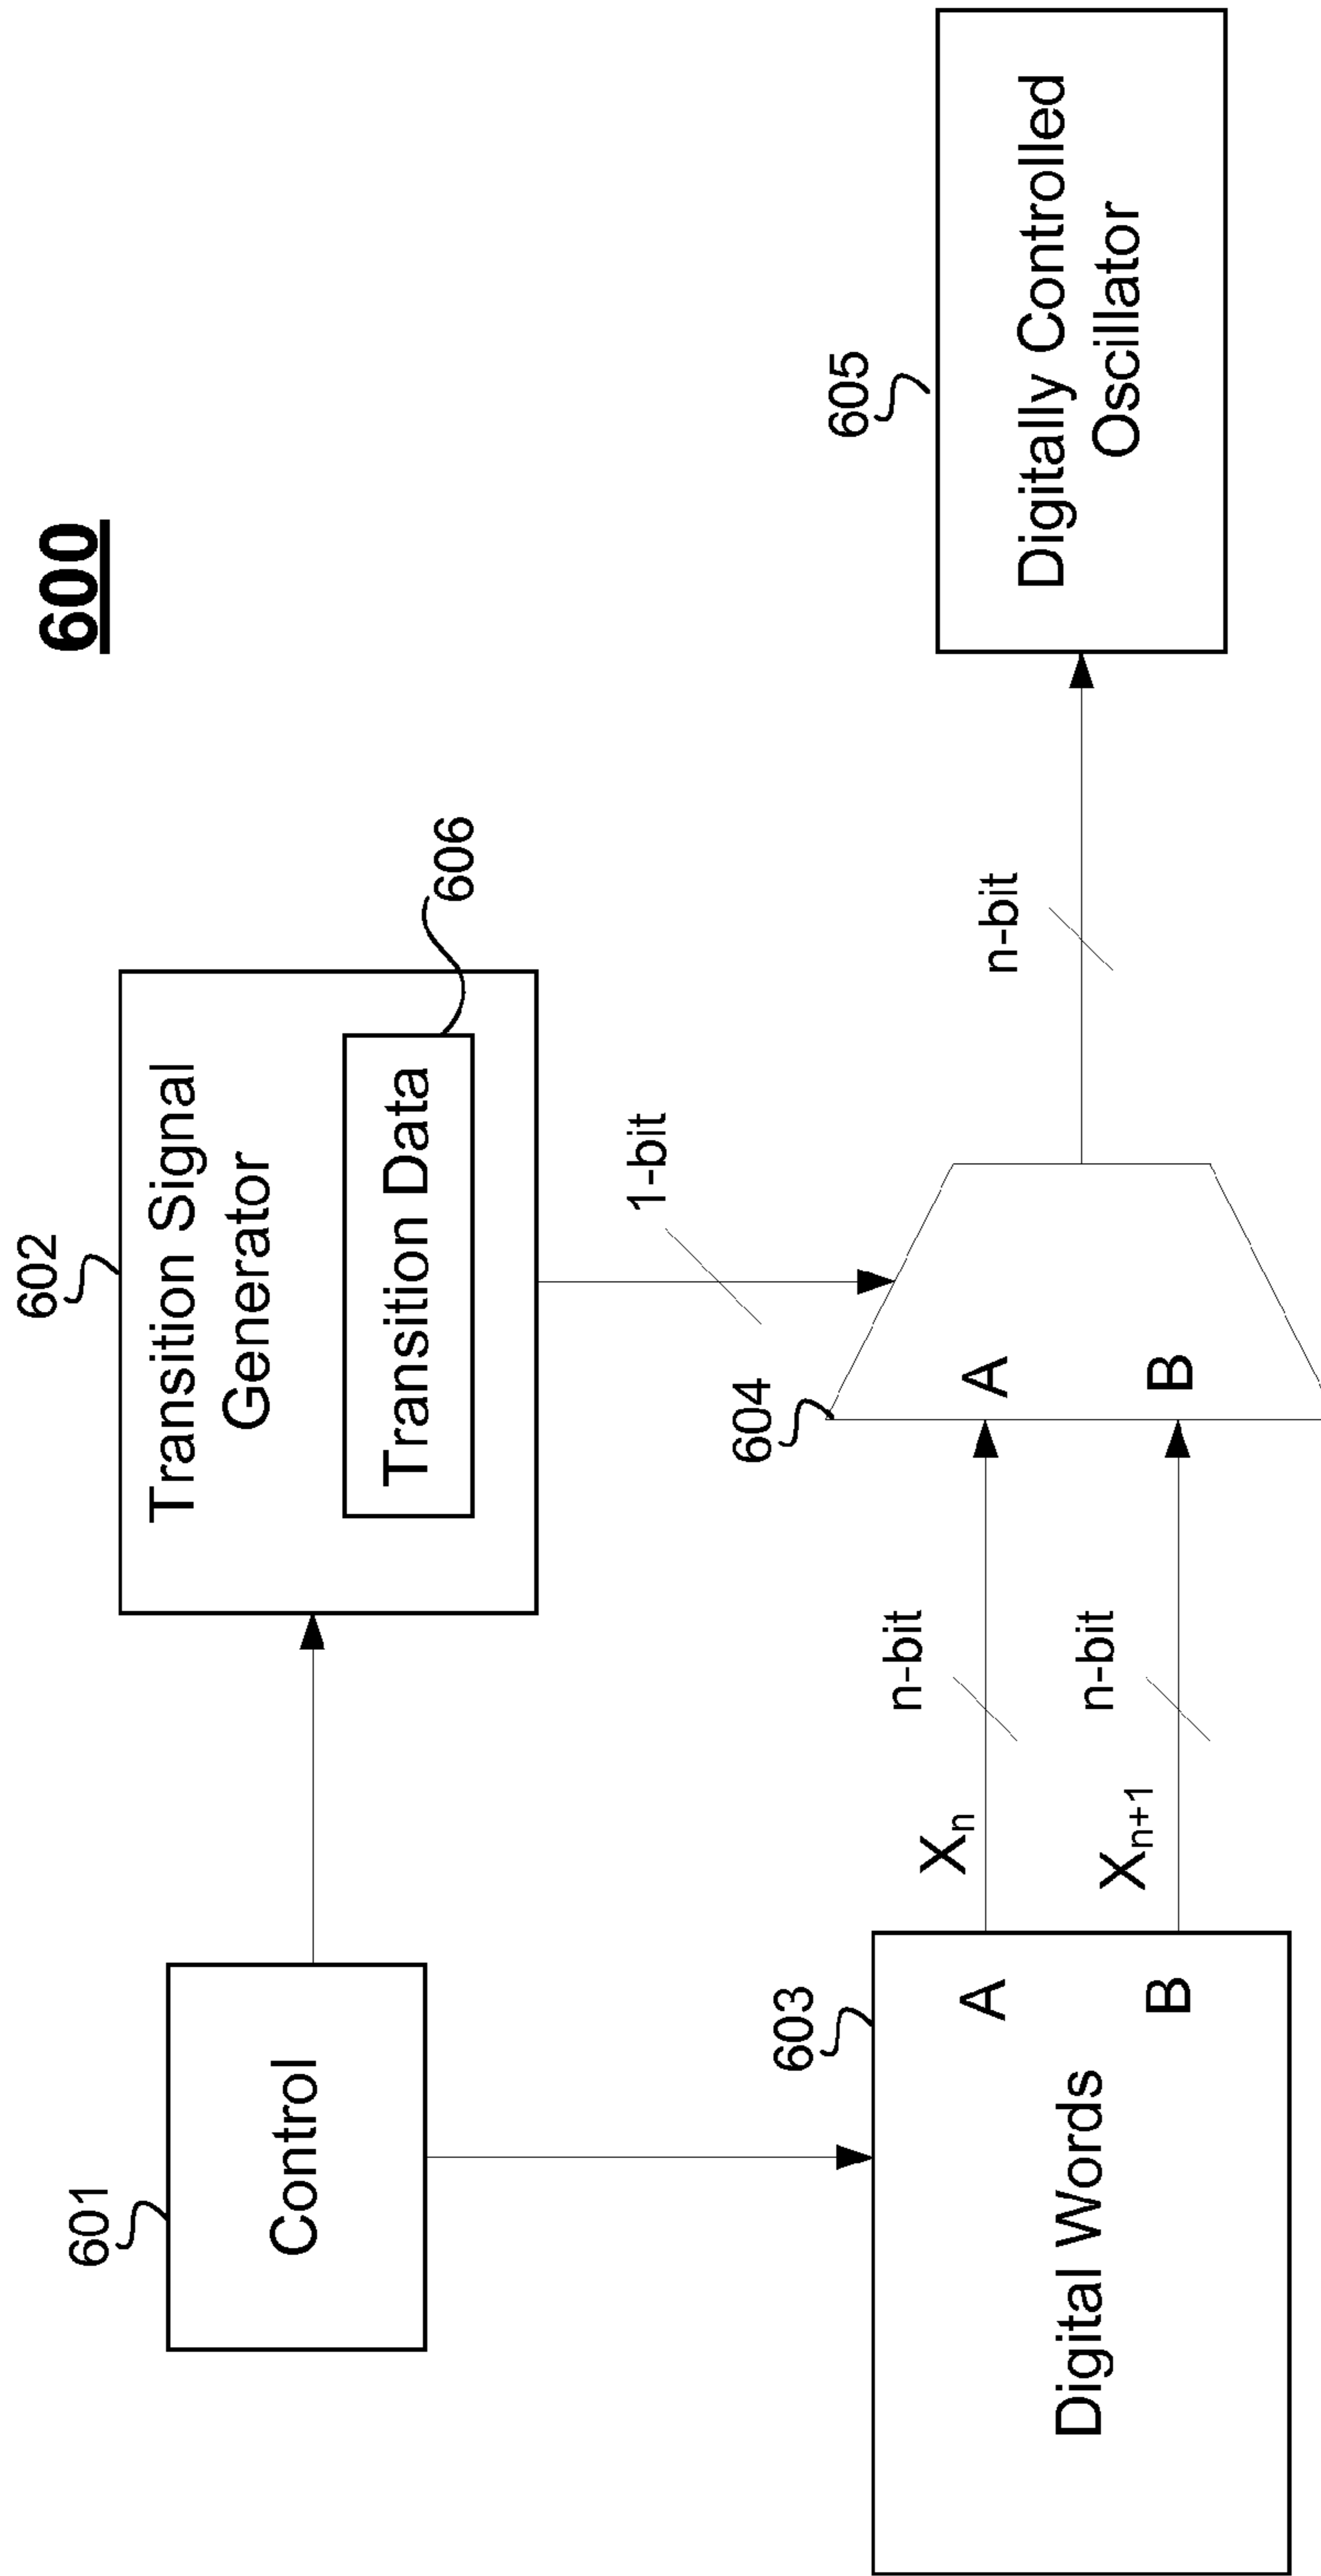 600
602
Transition Signal
Generator
Transition Data
606
601
Control
1-bit
605
Digitally Controlled
Oscillator
604
A
B
n-bit
603
Digital Words
A
B
Xₙ
n-bit
Xₙ₊₁
n-bit